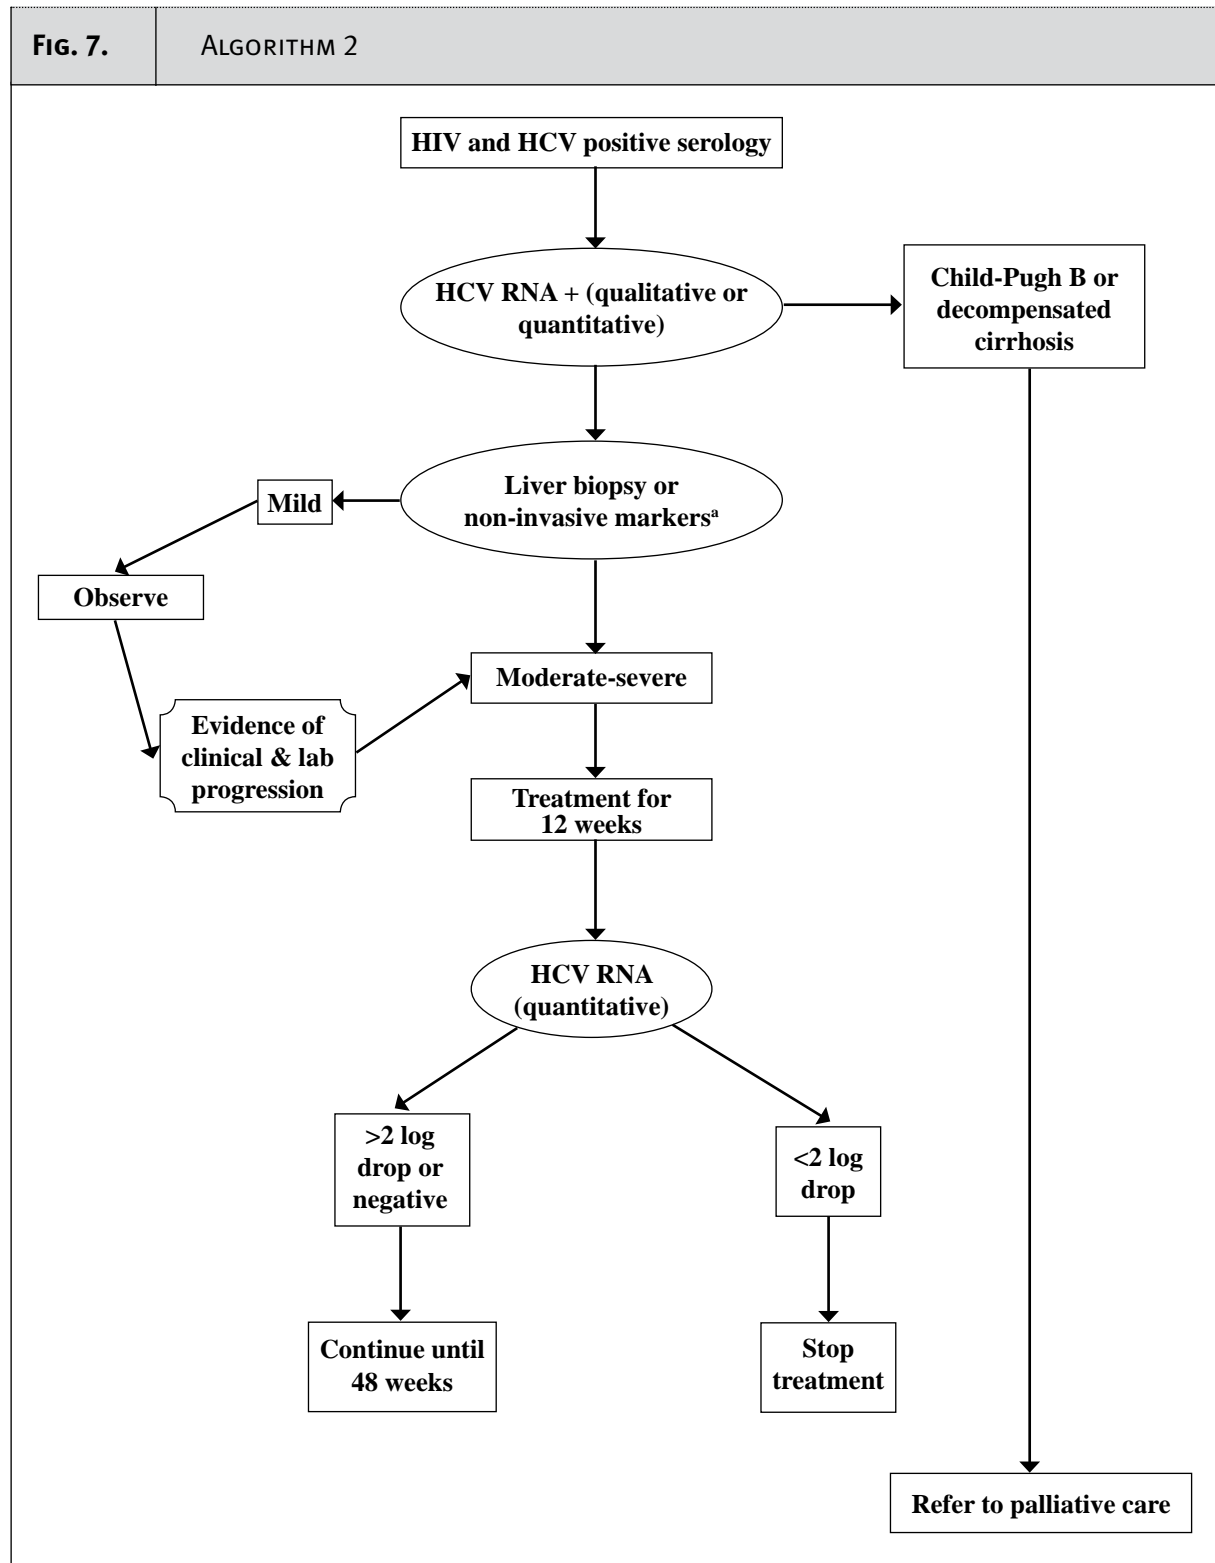 FIG. 7.
ALGORITHM 2
HIV and HCV positive serology
HCV RNA + (qualitative or
quantitative)
Child-Pugh B or
decompensated
cirrhosis
Liver biopsy or
non-invasive markersᵃ
Mild
Observe
Moderate-severe
Evidence of
clinical & lab
progression
Treatment for
12 weeks
HCV RNA
(quantitative)
>2 log
drop or
negative
<2 log
drop
Continue until
48 weeks
Stop
treatment
Refer to palliative care